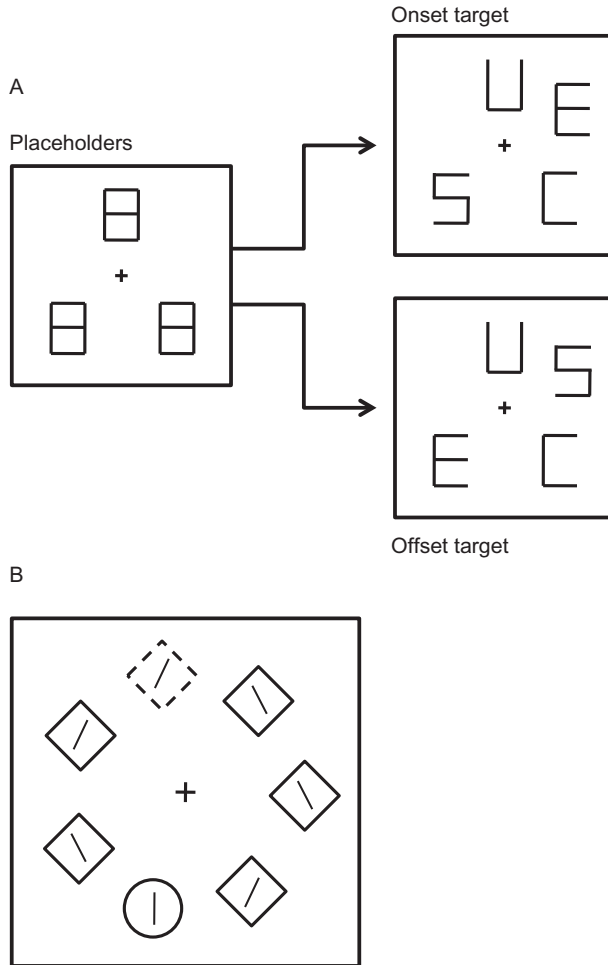 Onset target
A
Placeholders
U
E
S
C
U
S
E
C
Offset target
B